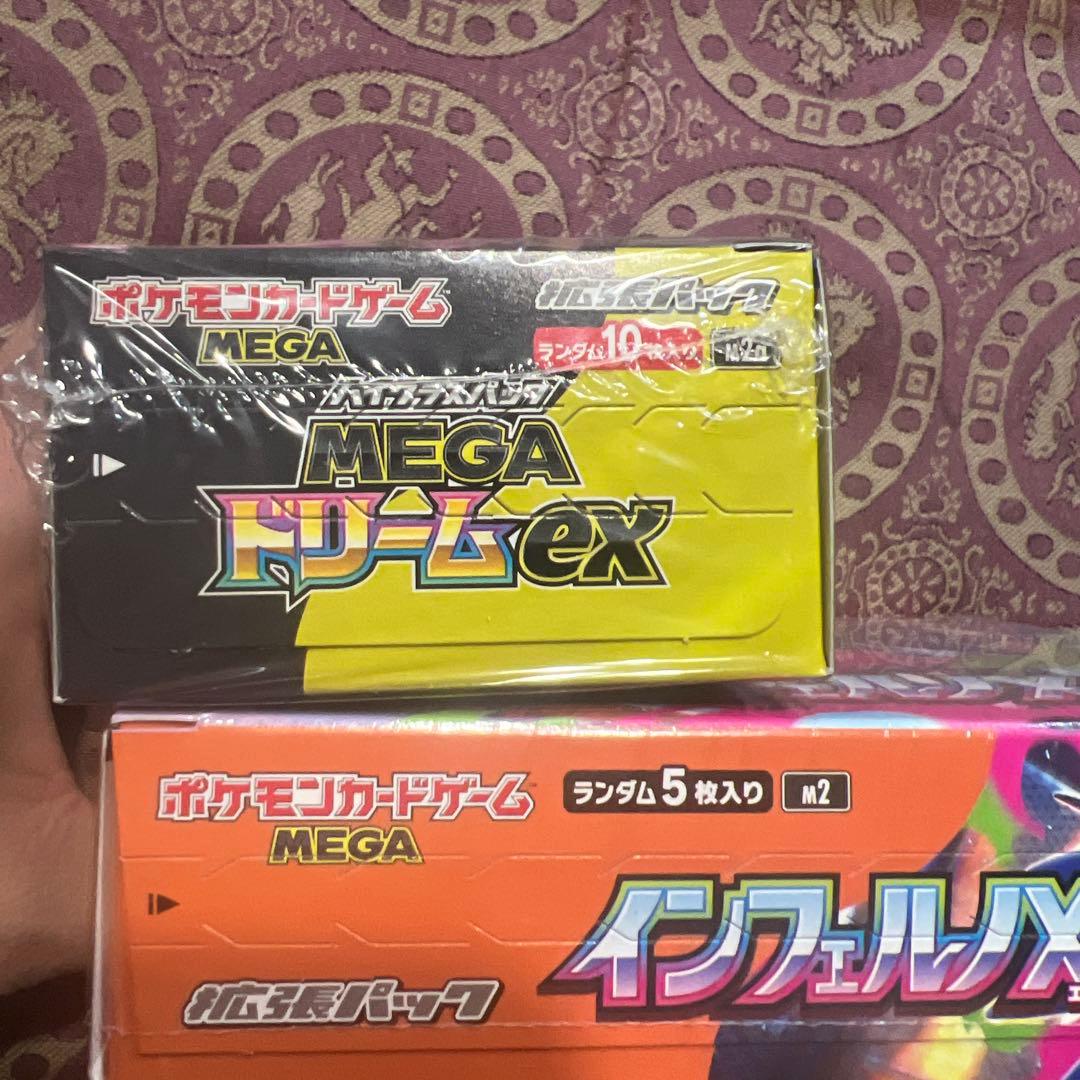 ポケモンカードゲーム
MEGA
拡張パック
ランダム10枚入り M2a
ハイクラスパック
MEGA
ドリームex
ポケモンカードゲーム
MEGA
ランダム5枚入り M2
インフェルノX
拡張パック